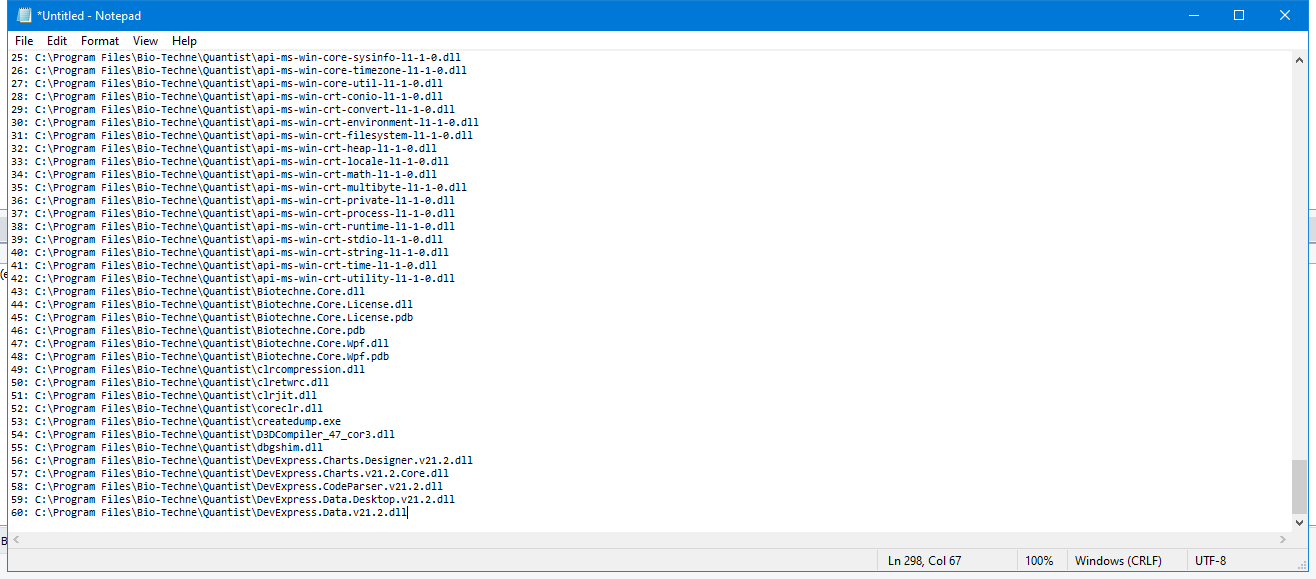 *Untitled - Notepad
File Edit Format View Help
25: C:\Program Files\Bio-Techne\Quantist\api-ms-win-core-sysinfo-l1-1-0.dll
26: C:\Program Files\Bio-Techne\Quantist\api-ms-win-core-timezone-l1-1-0.dll
27: C:\Program Files\Bio-Techne\Quantist\api-ms-win-core-util-l1-1-0.dll
28: C:\Program Files\Bio-Techne\Quantist\api-ms-win-crt-conio-l1-1-0.dll
29: C:\Program Files\Bio-Techne\Quantist\api-ms-win-crt-convert-l1-1-0.dll
30: C:\Program Files\Bio-Techne\Quantist\api-ms-win-crt-environment-l1-1-0.dll
31: C:\Program Files\Bio-Techne\Quantist\api-ms-win-crt-filesystem-l1-1-0.dll
32: C:\Program Files\Bio-Techne\Quantist\api-ms-win-crt-heap-l1-1-0.dll
33: C:\Program Files\Bio-Techne\Quantist\api-ms-win-crt-locale-l1-1-0.dll
34: C:\Program Files\Bio-Techne\Quantist\api-ms-win-crt-math-l1-1-0.dll
35: C:\Program Files\Bio-Techne\Quantist\api-ms-win-crt-multibyte-l1-1-0.dll
36: C:\Program Files\Bio-Techne\Quantist\api-ms-win-crt-private-l1-1-0.dll
37: C:\Program Files\Bio-Techne\Quantist\api-ms-win-crt-process-l1-1-0.dll
38: C:\Program Files\Bio-Techne\Quantist\api-ms-win-crt-runtime-l1-1-0.dll
39: C:\Program Files\Bio-Techne\Quantist\api-ms-win-crt-stdio-l1-1-0.dll
40: C:\Program Files\Bio-Techne\Quantist\api-ms-win-crt-string-l1-1-0.dll
41: C:\Program Files\Bio-Techne\Quantist\api-ms-win-crt-time-l1-1-0.dll
42: C:\Program Files\Bio-Techne\Quantist\api-ms-win-crt-utility-l1-1-0.dll
43: C:\Program Files\Bio-Techne\Quantist\Biotechne.Core.dll
44: C:\Program Files\Bio-Techne\Quantist\Biotechne.Core.License.dll
45: C:\Program Files\Bio-Techne\Quantist\Biotechne.Core.License.pdb
46: C:\Program Files\Bio-Techne\Quantist\Biotechne.Core.pdb
47: C:\Program Files\Bio-Techne\Quantist\Biotechne.Core.Wpf.dll
48: C:\Program Files\Bio-Techne\Quantist\Biotechne.Core.Wpf.pdb
49: C:\Program Files\Bio-Techne\Quantist\clrcompression.dll
50: C:\Program Files\Bio-Techne\Quantist\clretwrc.dll
51: C:\Program Files\Bio-Techne\Quantist\clrjit.dll
52: C:\Program Files\Bio-Techne\Quantist\coreclr.dll
53: C:\Program Files\Bio-Techne\Quantist\createdump.exe
54: C:\Program Files\Bio-Techne\Quantist\D3DCompiler_47_cor3.dll
55: C:\Program Files\Bio-Techne\Quantist\dbgshim.dll
56: C:\Program Files\Bio-Techne\Quantist\DevExpress.Charts.Designer.v21.2.dll
57: C:\Program Files\Bio-Techne\Quantist\DevExpress.Charts.v21.2.Core.dll
58: C:\Program Files\Bio-Techne\Quantist\DevExpress.CodeParser.v21.2.dll
59: C:\Program Files\Bio-Techne\Quantist\DevExpress.Data.Desktop.v21.2.dll
60: C:\Program Files\Bio-Techne\Quantist\DevExpress.Data.v21.2.dll
Ln 298, Col 67 100% Windows (CRLF) UTF-8